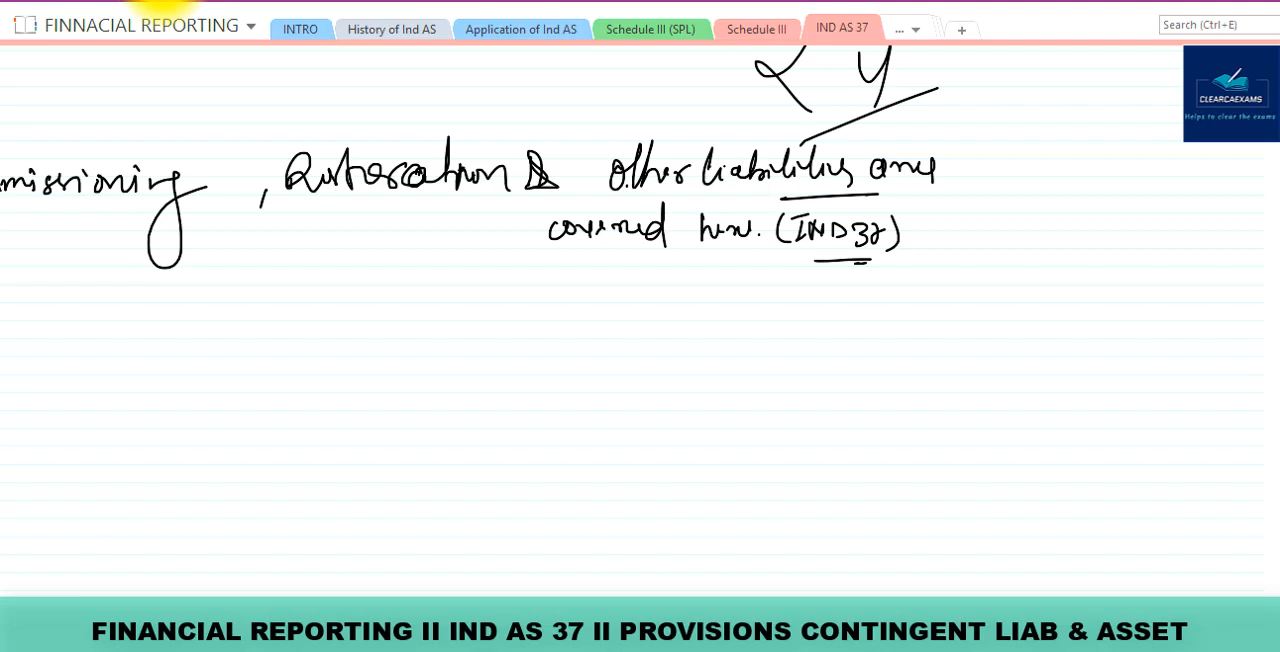 FINNACIAL REPORTING
INTRO
History of Ind AS
Application of Ind AS
Schedule III (SPL)
Schedule III
IND AS 37
...
+
Search (Ctrl+E)
CLEARCAEXAMS
Helps to clear the exams
missioning , Restoration & other liabilities are
covered here. (IND 37)
FINANCIAL REPORTING II IND AS 37 II PROVISIONS CONTINGENT LIAB & ASSET